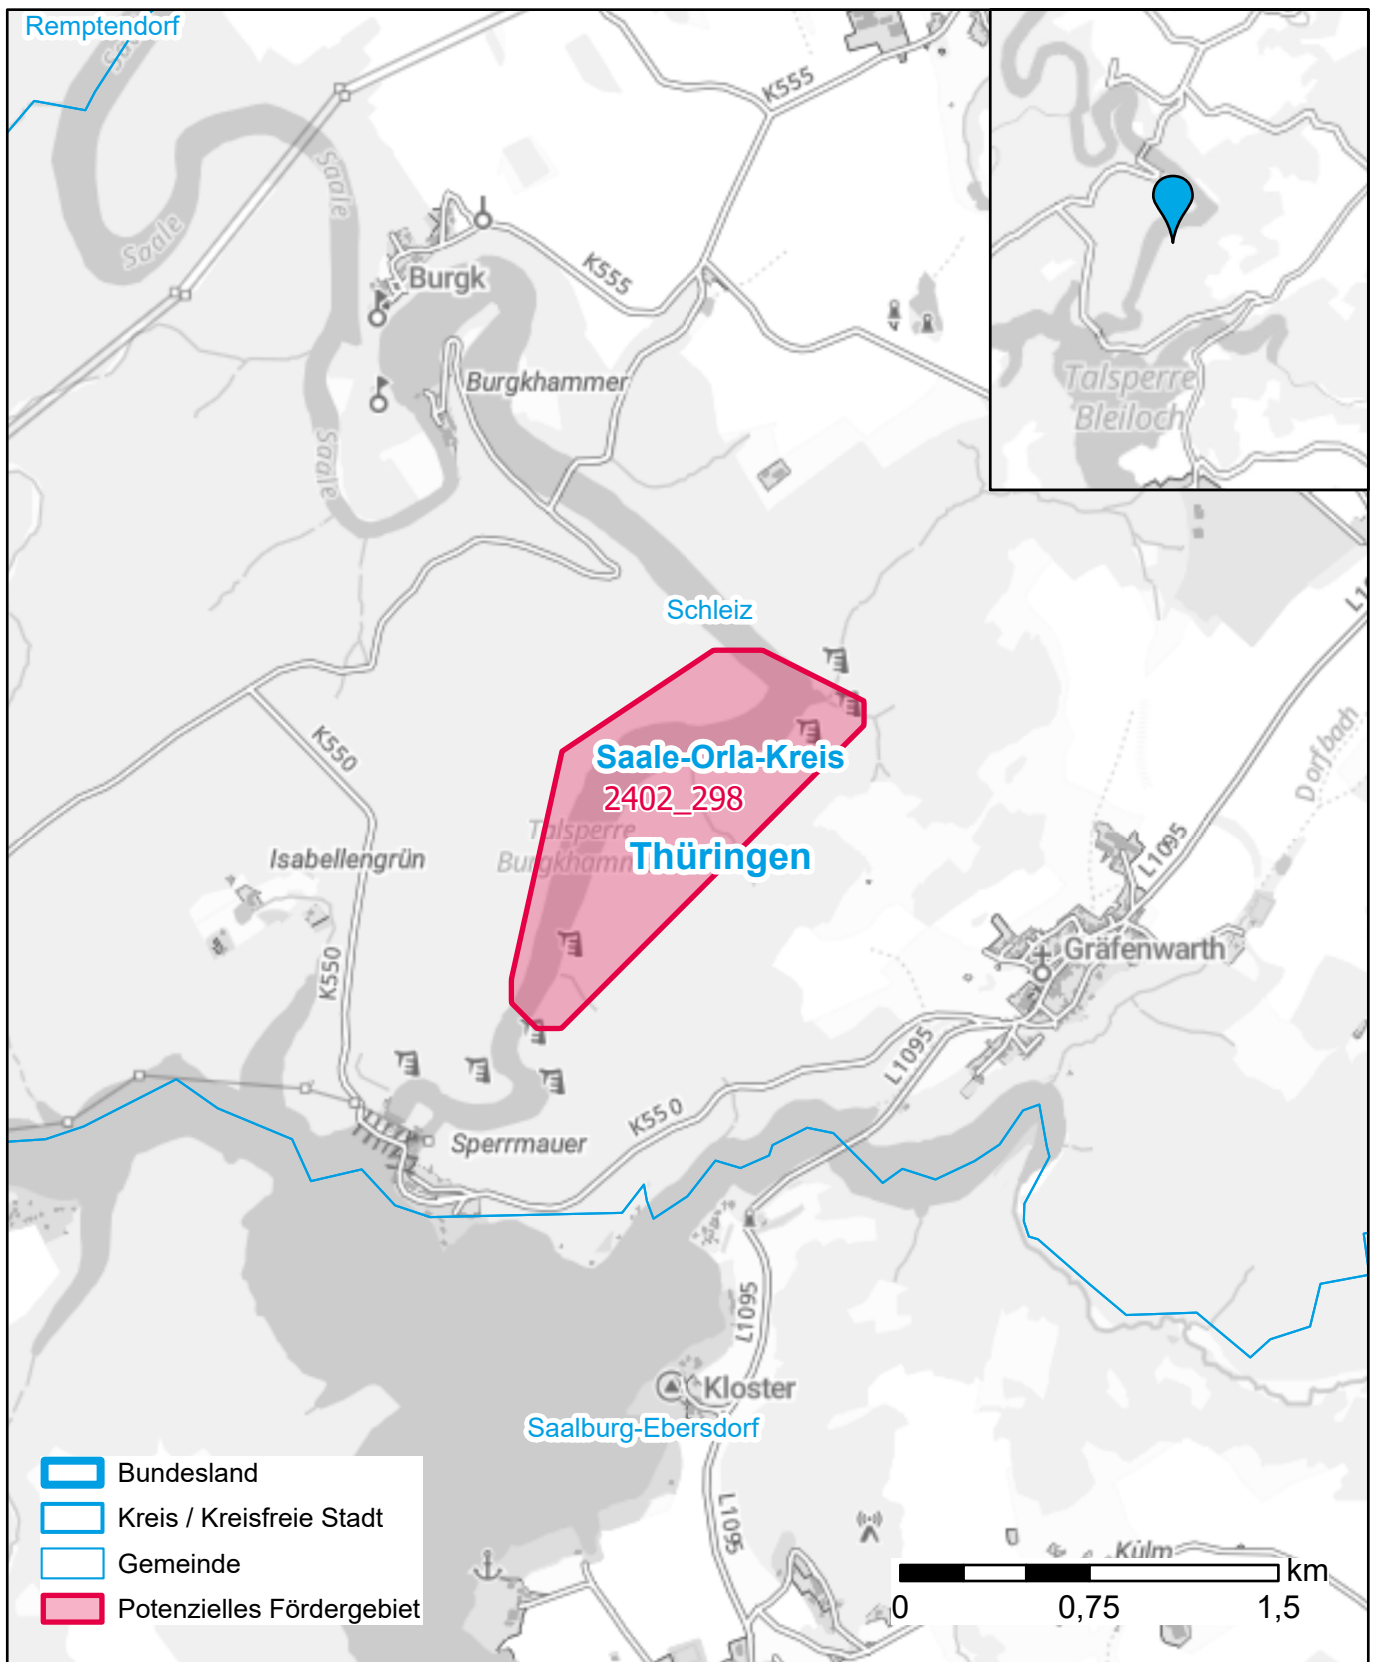 Remptendorf
Saale
K555
Saale
Saale
Burgk
K555
Burgkhammer
Saale
Talsperre
Bleiloch
Schleiz
K550
Saale-Orla-Kreis
2402_298
Talsperre
Burgkhamm
Thüringen
Isabellengrün
K550
Dorfbach
L1095
Gräfenwarth
L1095
K550
Sperrmauer
L1095
Kloster
Saalburg-Ebersdorf
L1095
Külm
Bundesland
Kreis / Kreisfreie Stadt
Gemeinde
Potenzielles Fördergebiet
km
0 0,75 1,5